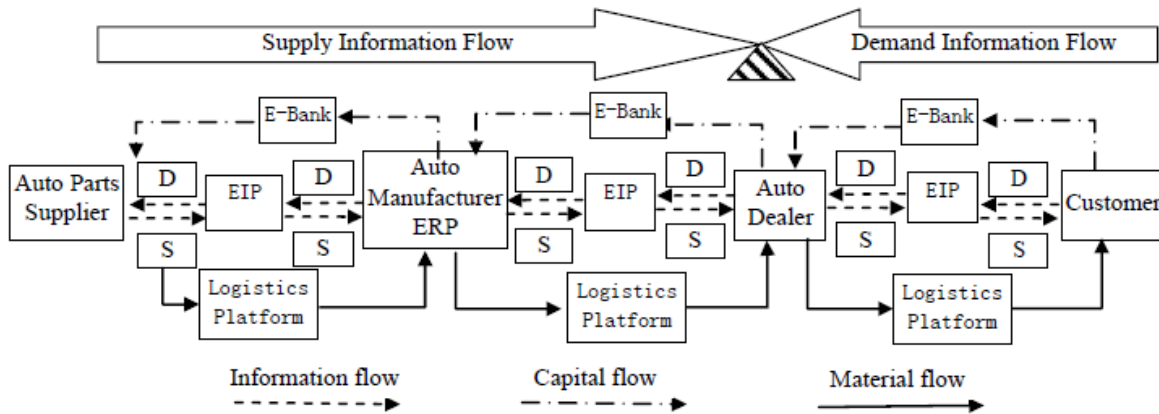 Supply Information Flow
Demand Information Flow
E-Bank
E-Bank
E-Bank
D
D
D
D
D
D
Auto Parts
Supplier
EIP
Auto
Manufacturer
ERP
EIP
Auto
Dealer
EIP
Customer
S
S
S
S
S
S
Logistics
Platform
Logistics
Platform
Logistics
Platform
Information flow
Capital flow
Material flow